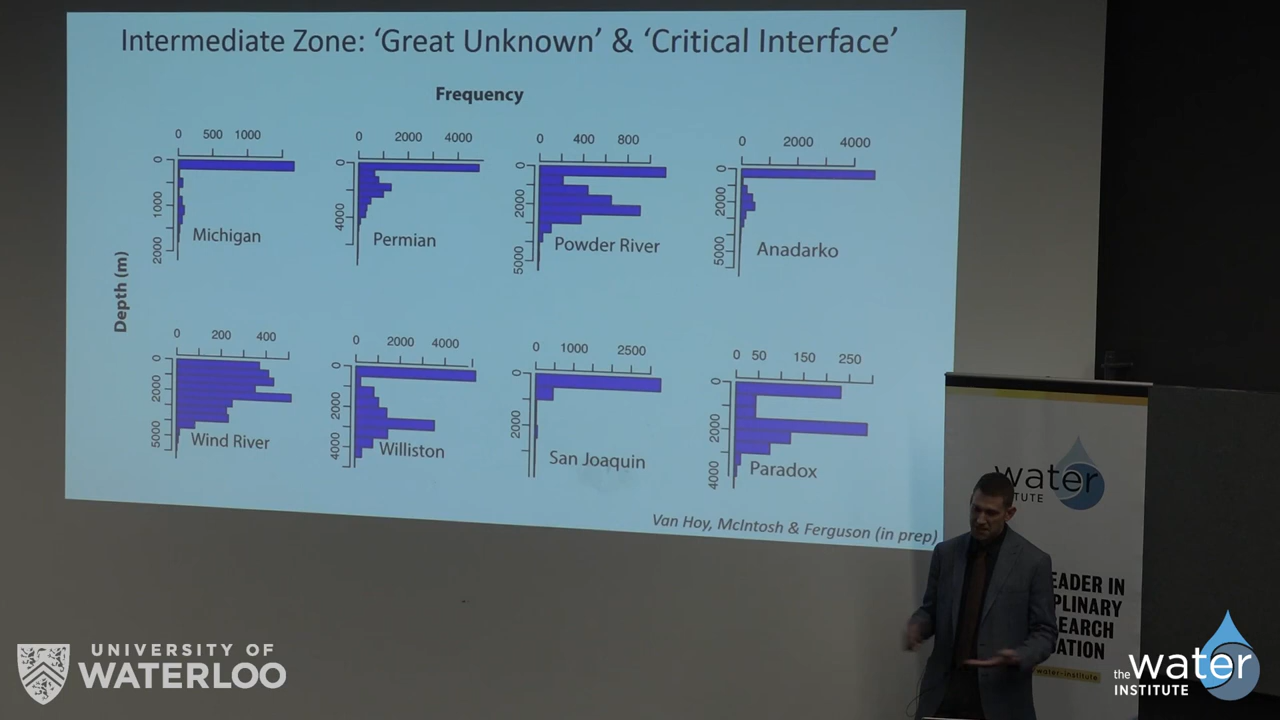 Intermediate Zone: ‘Great Unknown’ & ‘Critical Interface’
Frequency
Depth (m)
0 500 1000
0
1000
2000
Michigan
0 2000 4000
0
4000
Permian
0 400 800
0
2000
5000
Powder River
0 2000 4000
0
2000
5000
Anadarko
0 200 400
0
2000
5000
Wind River
0 2000 4000
0
2000
4000
Williston
0 1000 2500
0
2000
San Joaquin
0 50 150 250
0
2000
4000
Paradox
Van Hoy, McIntosh & Ferguson (in prep)
water
ITUTE
EADER IN
PLINARY
EARCH
ATION
water-institute
UNIVERSITY OF
WATERLOO
the water
INSTITUTE